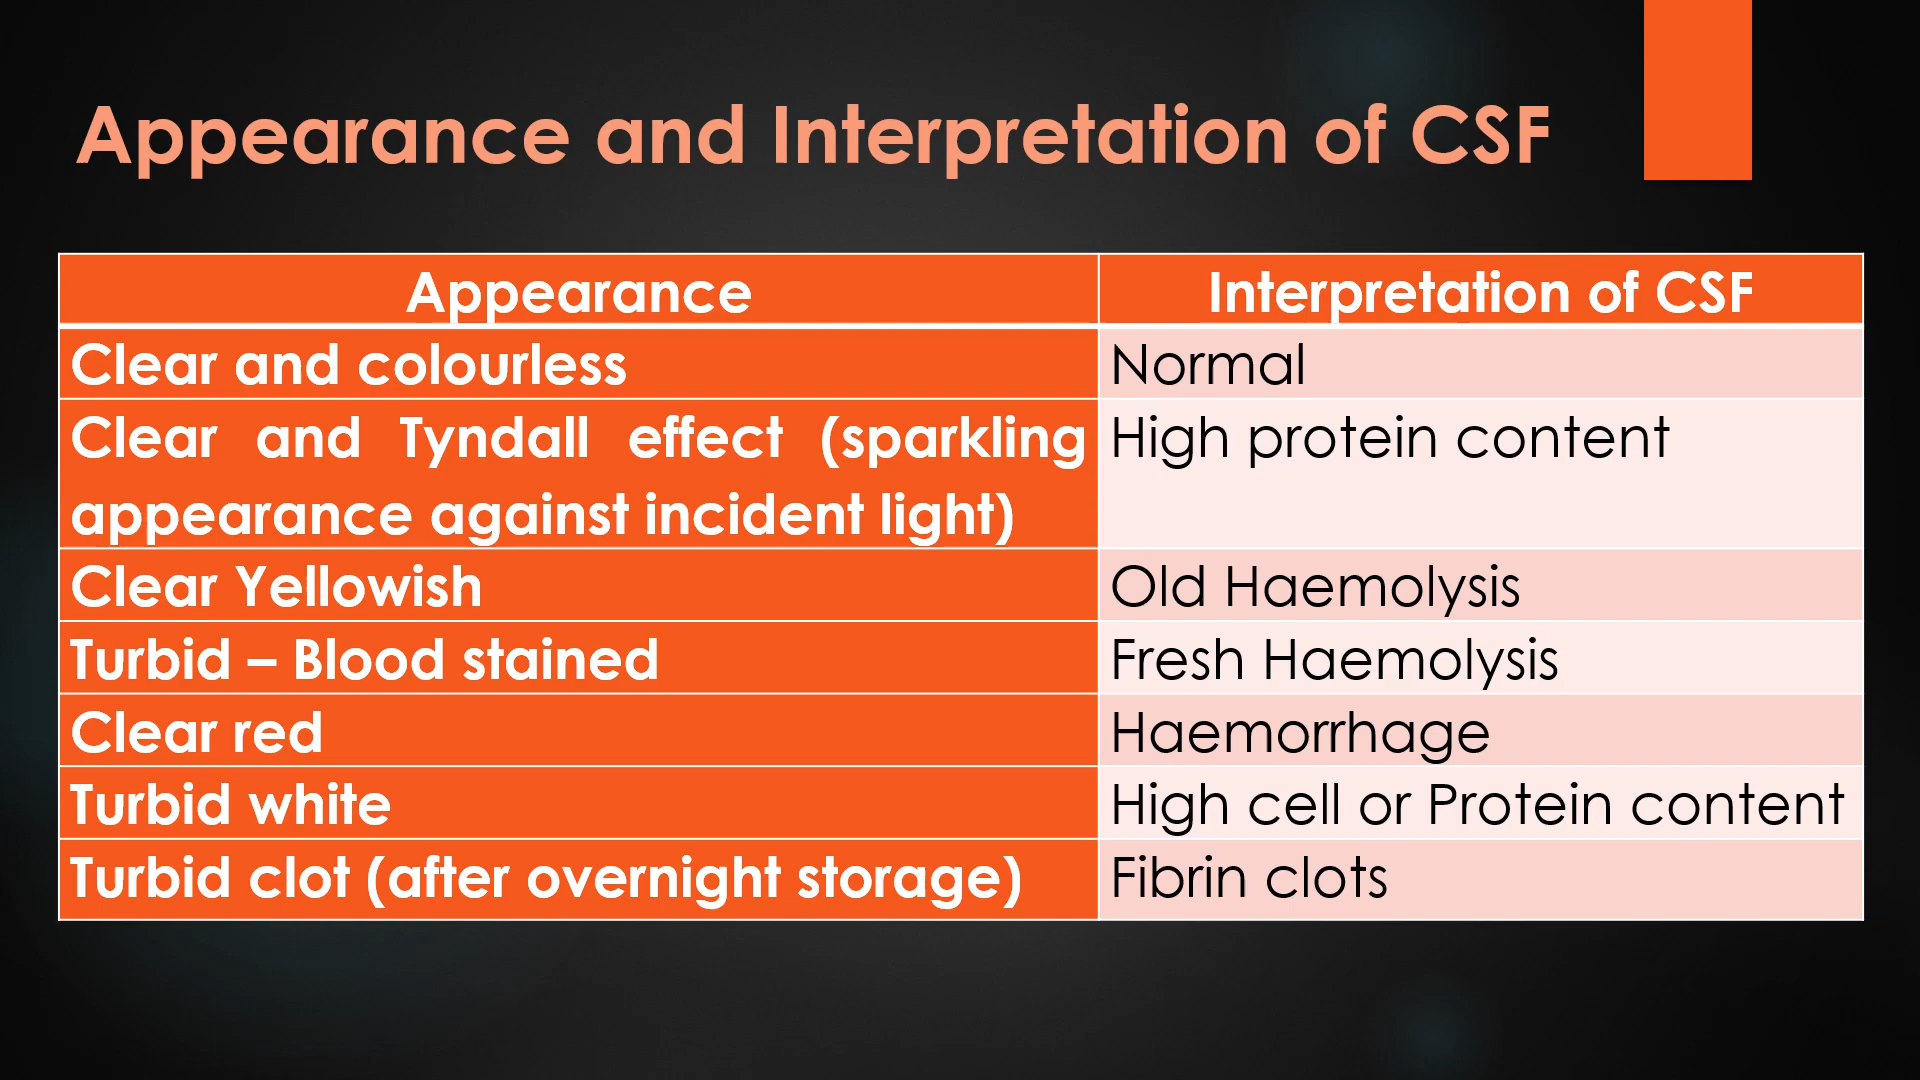 Appearance and Interpretation of CSF
Appearance
Interpretation of CSF
Clear and colourless
Normal
Clear and Tyndall effect (sparkling
appearance against incident light)
High protein content
Clear Yellowish
Old Haemolysis
Turbid – Blood stained
Fresh Haemolysis
Clear red
Haemorrhage
Turbid white
High cell or Protein content
Turbid clot (after overnight storage)
Fibrin clots